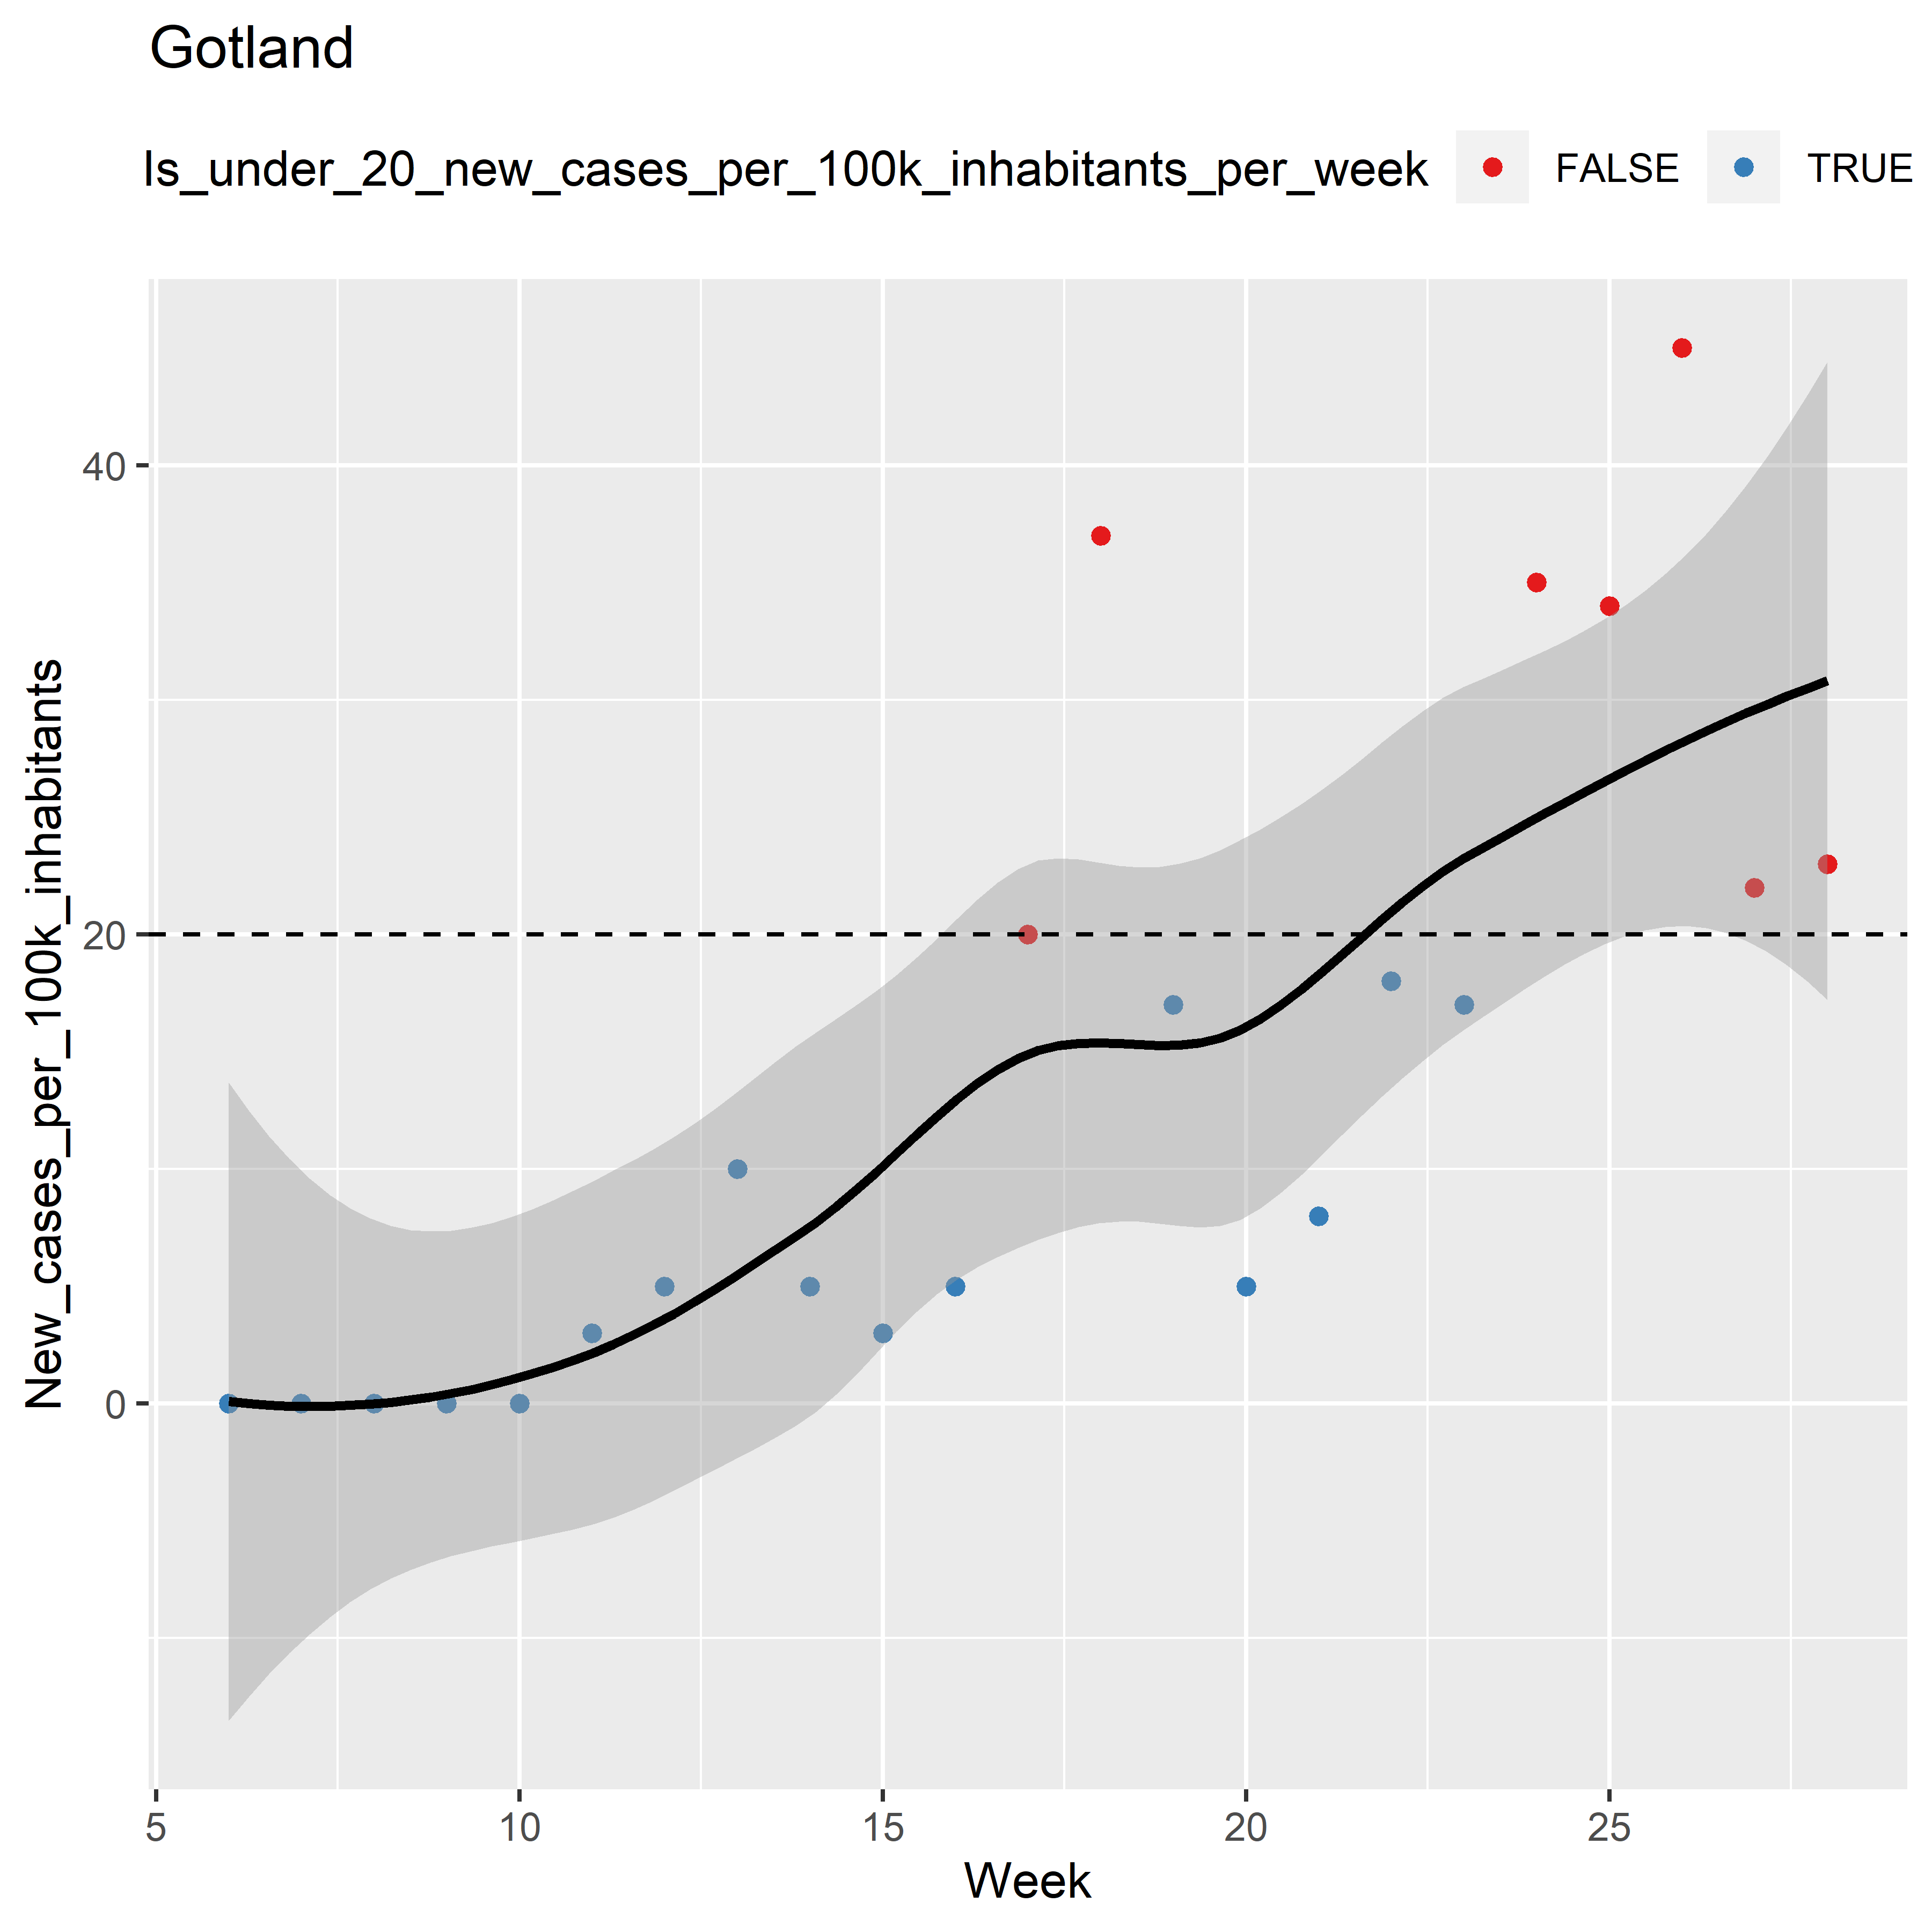 Gotland
Is_under_20_new_cases_per_100k_inhabitants_per_week FALSE TRUE
New_cases_per_100k_inhabitants
40
20
0
5 10 15 20 25
Week